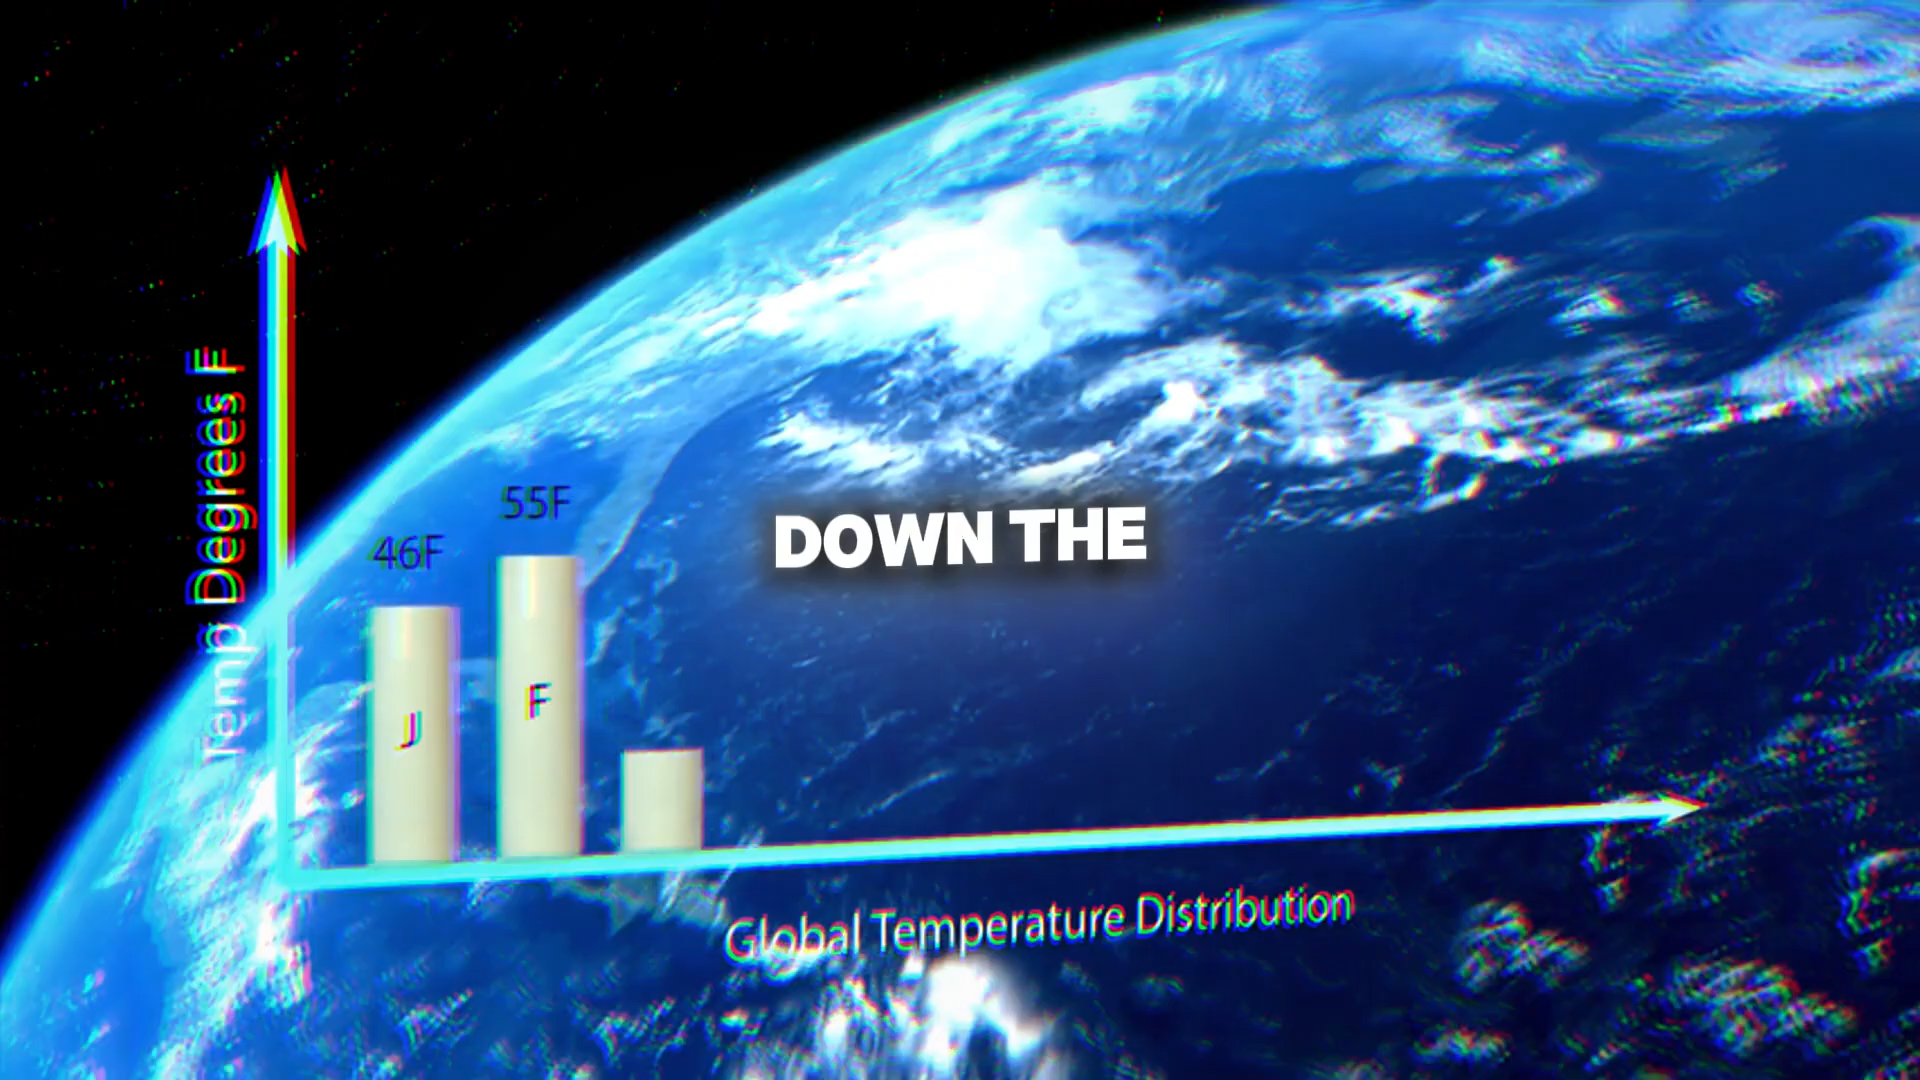 Temp Degrees F
55F
46F
J
F
DOWN THE
Global Temperature Distribution